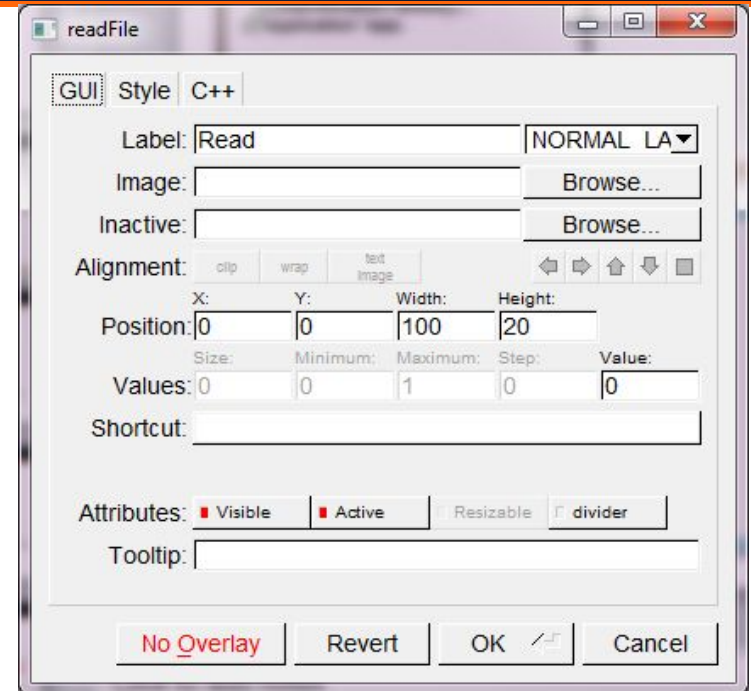 readFile
GUI Style C++
Label: Read NORMAL LA
Image: Browse...
Inactive: Browse...
Alignment: clip wrap text image
X: Y: Width: Height:
Position: 0 0 100 20
Size: Minimum: Maximum: Step: Value:
Values: 0 0 1 0 0
Shortcut:
Attributes: Visible Active Resizable divider
Tooltip:
No Overlay Revert OK Cancel